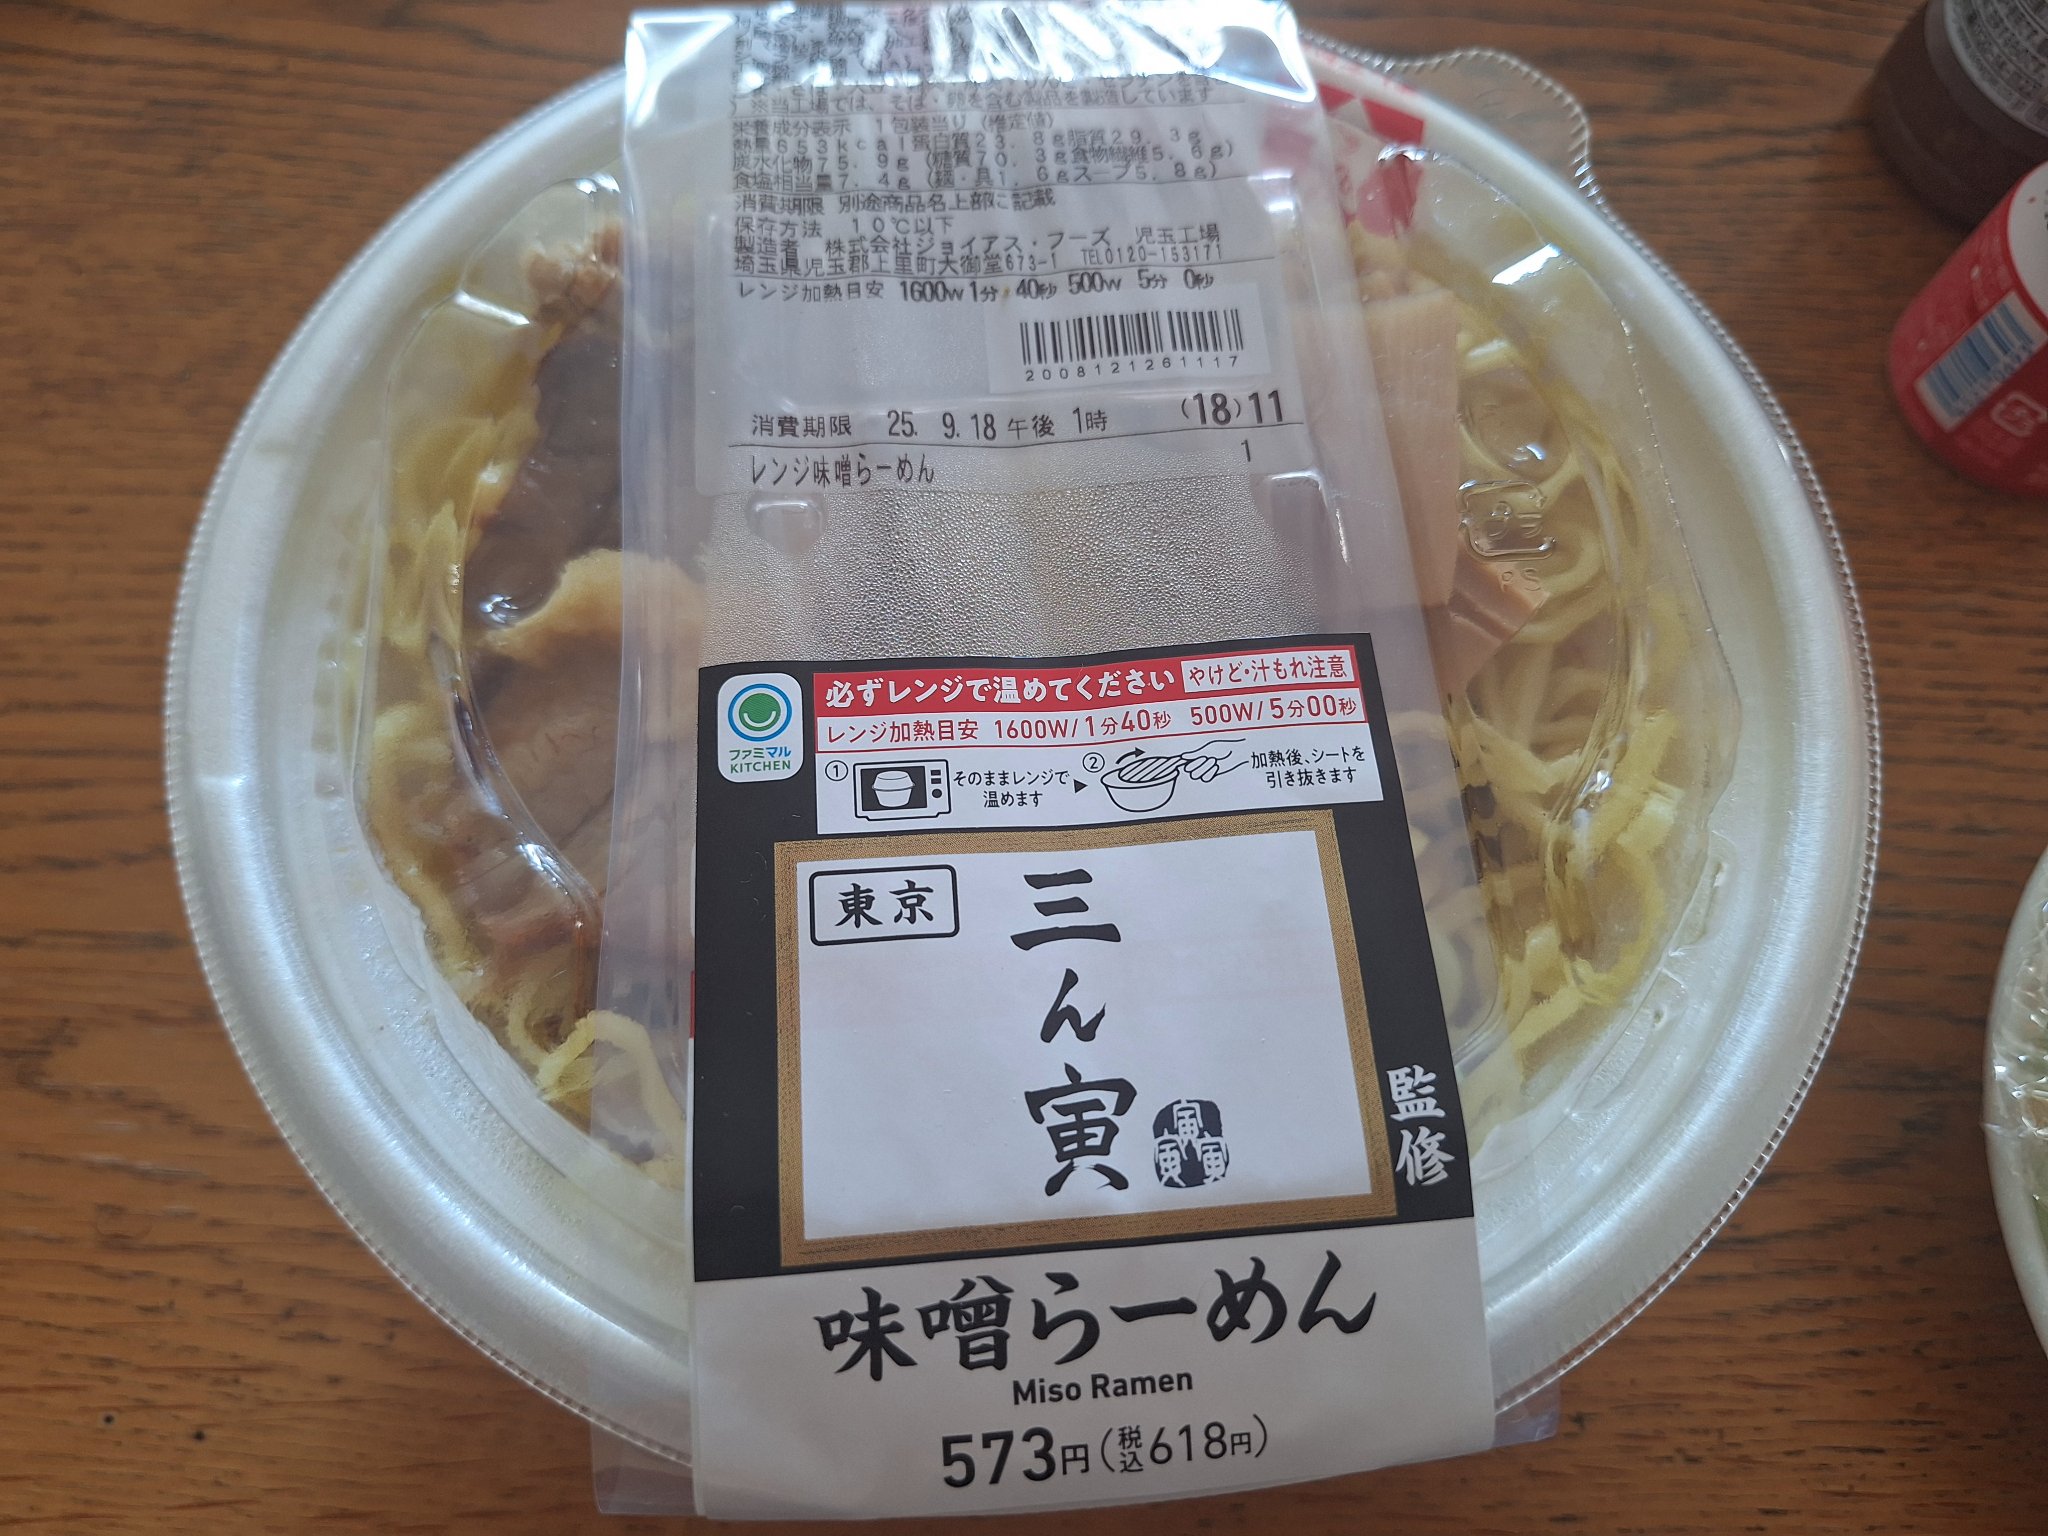 ※当工場では、そば・卵を含む製品を製造しています
栄養成分表示 1包装当り(推定値)
熱量653kcal蛋白質23.8g脂質29.3g
炭水化物75.9g(糖質70.3g食物繊維5.6g)
食塩相当量7.4g(麺・具1.6gスープ5.8g)
消費期限 別途商品名上部に記載
保存方法 10℃以下
製造者 株式会社ジョイアス・フーズ 児玉工場
埼玉県児玉郡上里町大御堂673-1 TEL0120-153171
レンジ加熱目安 1600W 1分 40秒 500W 5分 0秒
2008121261117
消費期限 25. 9.18 午後 1時 (18)11
レンジ味噌らーめん 1
必ずレンジで温めてください やけど・汁もれ注意
レンジ加熱目安 1600W/1分40秒 500W/5分00秒
ファミマル
KITCHEN
① そのままレンジで
温めます
② 加熱後、シートを
引き抜きます
東京
三ん寅
寅寅寅
監修
味噌らーめん
Miso Ramen
573円(税込618円)
プラ
PS